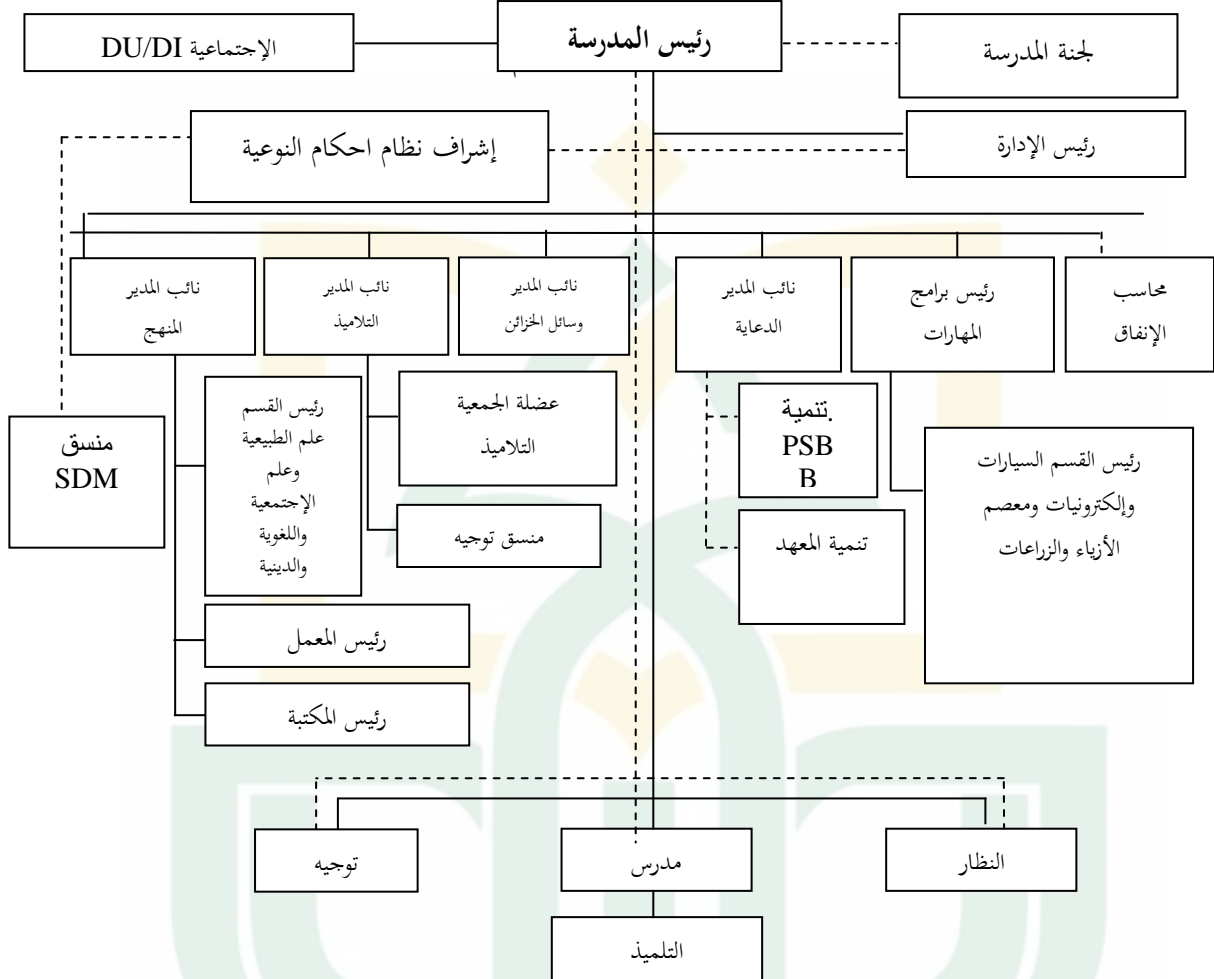 رئيس المدرسة
لجنة المدرسة
الإجتماعية DU/DI
رئيس الإدارة
إشراف نظام احكام النوعية
محاسب
الإنفاق
رئيس برامج
المهارات
نائب المدير
الدعاية
نائب المدير
وسائل الخزائن
نائب المدير
التلاميذ
نائب المدير
المنهج
رئيس القسم السيارات
وإلكترونيات ومعصم
الأزياء والزراعات
تنمية.
PSB
B
تنمية المعهد
عضلة الجمعية
التلاميذ
منسق توجيه
رئيس القسم
علم الطبيعية
وعلم
الإجتمعية
واللغوية
والدينية
منسق
SDM
رئيس المعمل
رئيس المكتبة
النظار
مدرس
توجيه
التلميذ